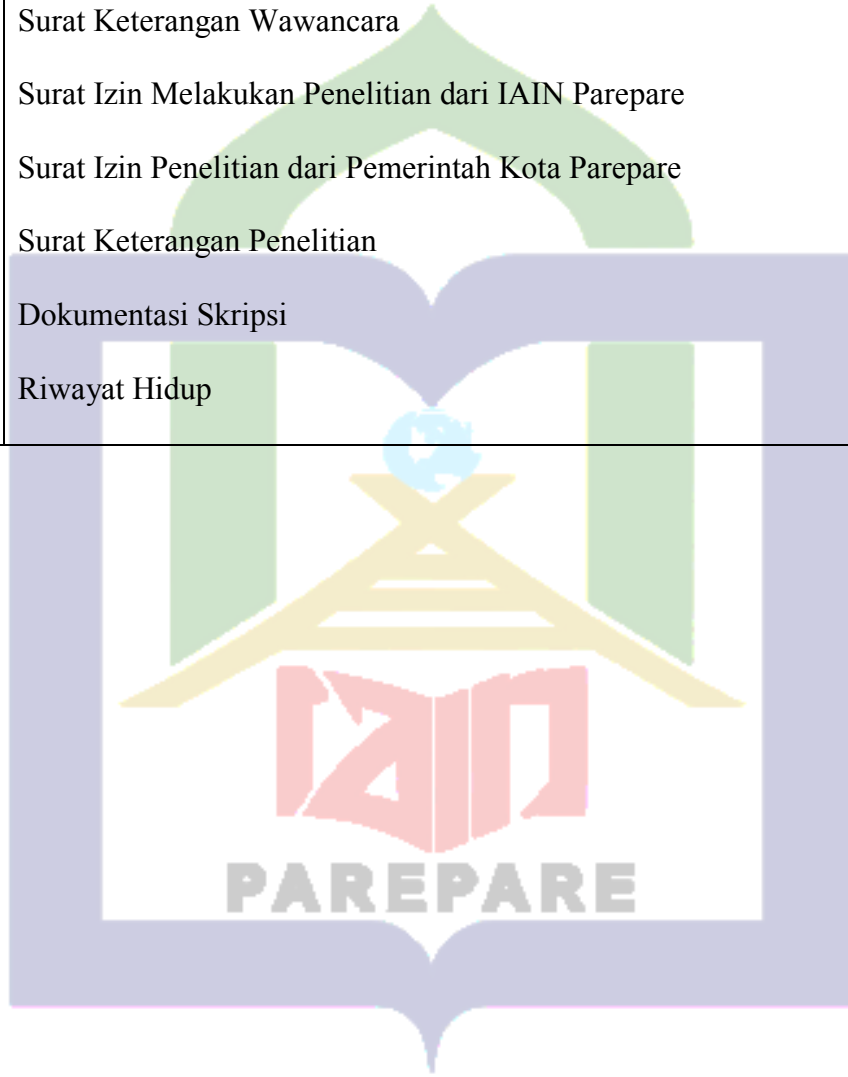 Surat Keterangan Wawancara
Surat Izin Melakukan Penelitian dari IAIN Parepare
Surat Izin Penelitian dari Pemerintah Kota Parepare
Surat Keterangan Penelitian
Dokumentasi Skripsi
Riwayat Hidup
iain
PAREPARE